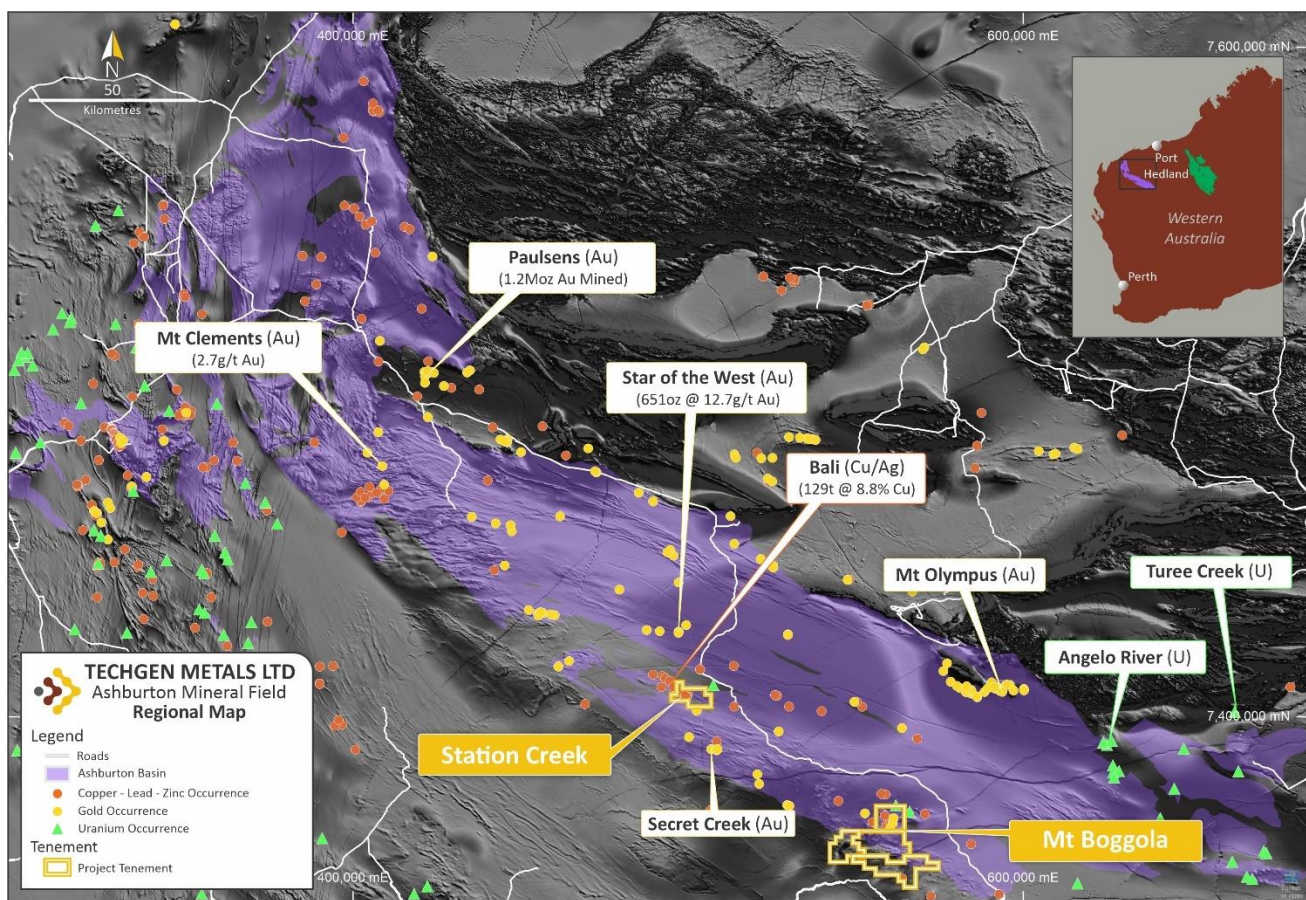 400,000 mE
600,000 mE
7,600,000 mN
N
50
Kilometres
Port
Hedland
Western
Australia
Perth
Paulsens (Au)
(1.2Moz Au Mined)
Mt Clements (Au)
(2.7g/t Au)
Star of the West (Au)
(651oz @ 12.7g/t Au)
Bali (Cu/Ag)
(129t @ 8.8% Cu)
Mt Olympus (Au)
Turee Creek (U)
Angelo River (U)
7,400,000 mN
Station Creek
Secret Creek (Au)
Mt Boggola
TECHGEN METALS LTD
Ashburton Mineral Field
Regional Map
Legend
Roads
Ashburton Basin
Copper - Lead - Zinc Occurrence
Gold Occurrence
Uranium Occurrence
Tenement
Project Tenement
400,000 mE
600,000 mE